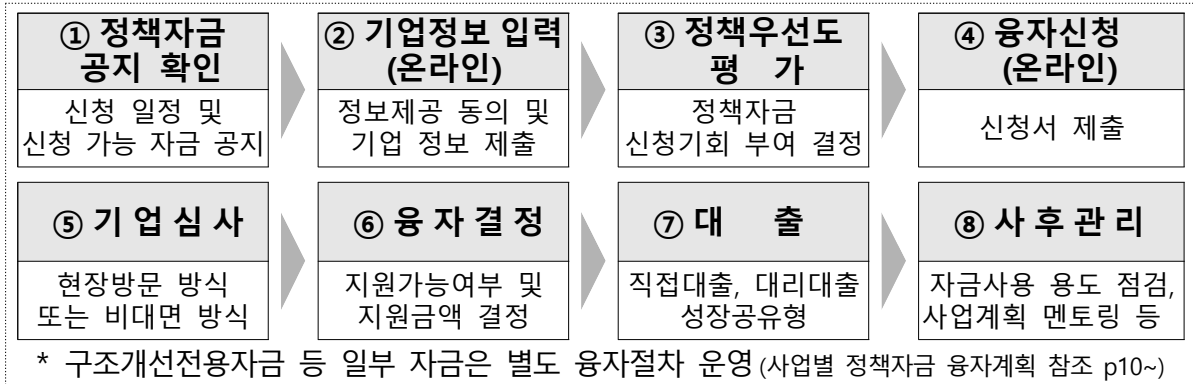 ① 정책자금
공지 확인
신청 일정 및
신청 가능 자금 공지
② 기업정보 입력
(온라인)
정보제공 동의 및
기업 정보 제출
③ 정책우선도
평 가
정책자금
신청기회 부여 결정
④ 융자신청
(온라인)
신청서 제출
⑤ 기 업 심 사
현장방문 방식
또는 비대면 방식
⑥ 융 자 결 정
지원가능여부 및
지원금액 결정
⑦ 대 출
직접대출, 대리대출
성장공유형
⑧ 사 후 관 리
자금사용 용도 점검,
사업계획 멘토링 등
* 구조개선전용자금 등 일부 자금은 별도 융자절차 운영 (사업별 정책자금 융자계획 참조 p10~)